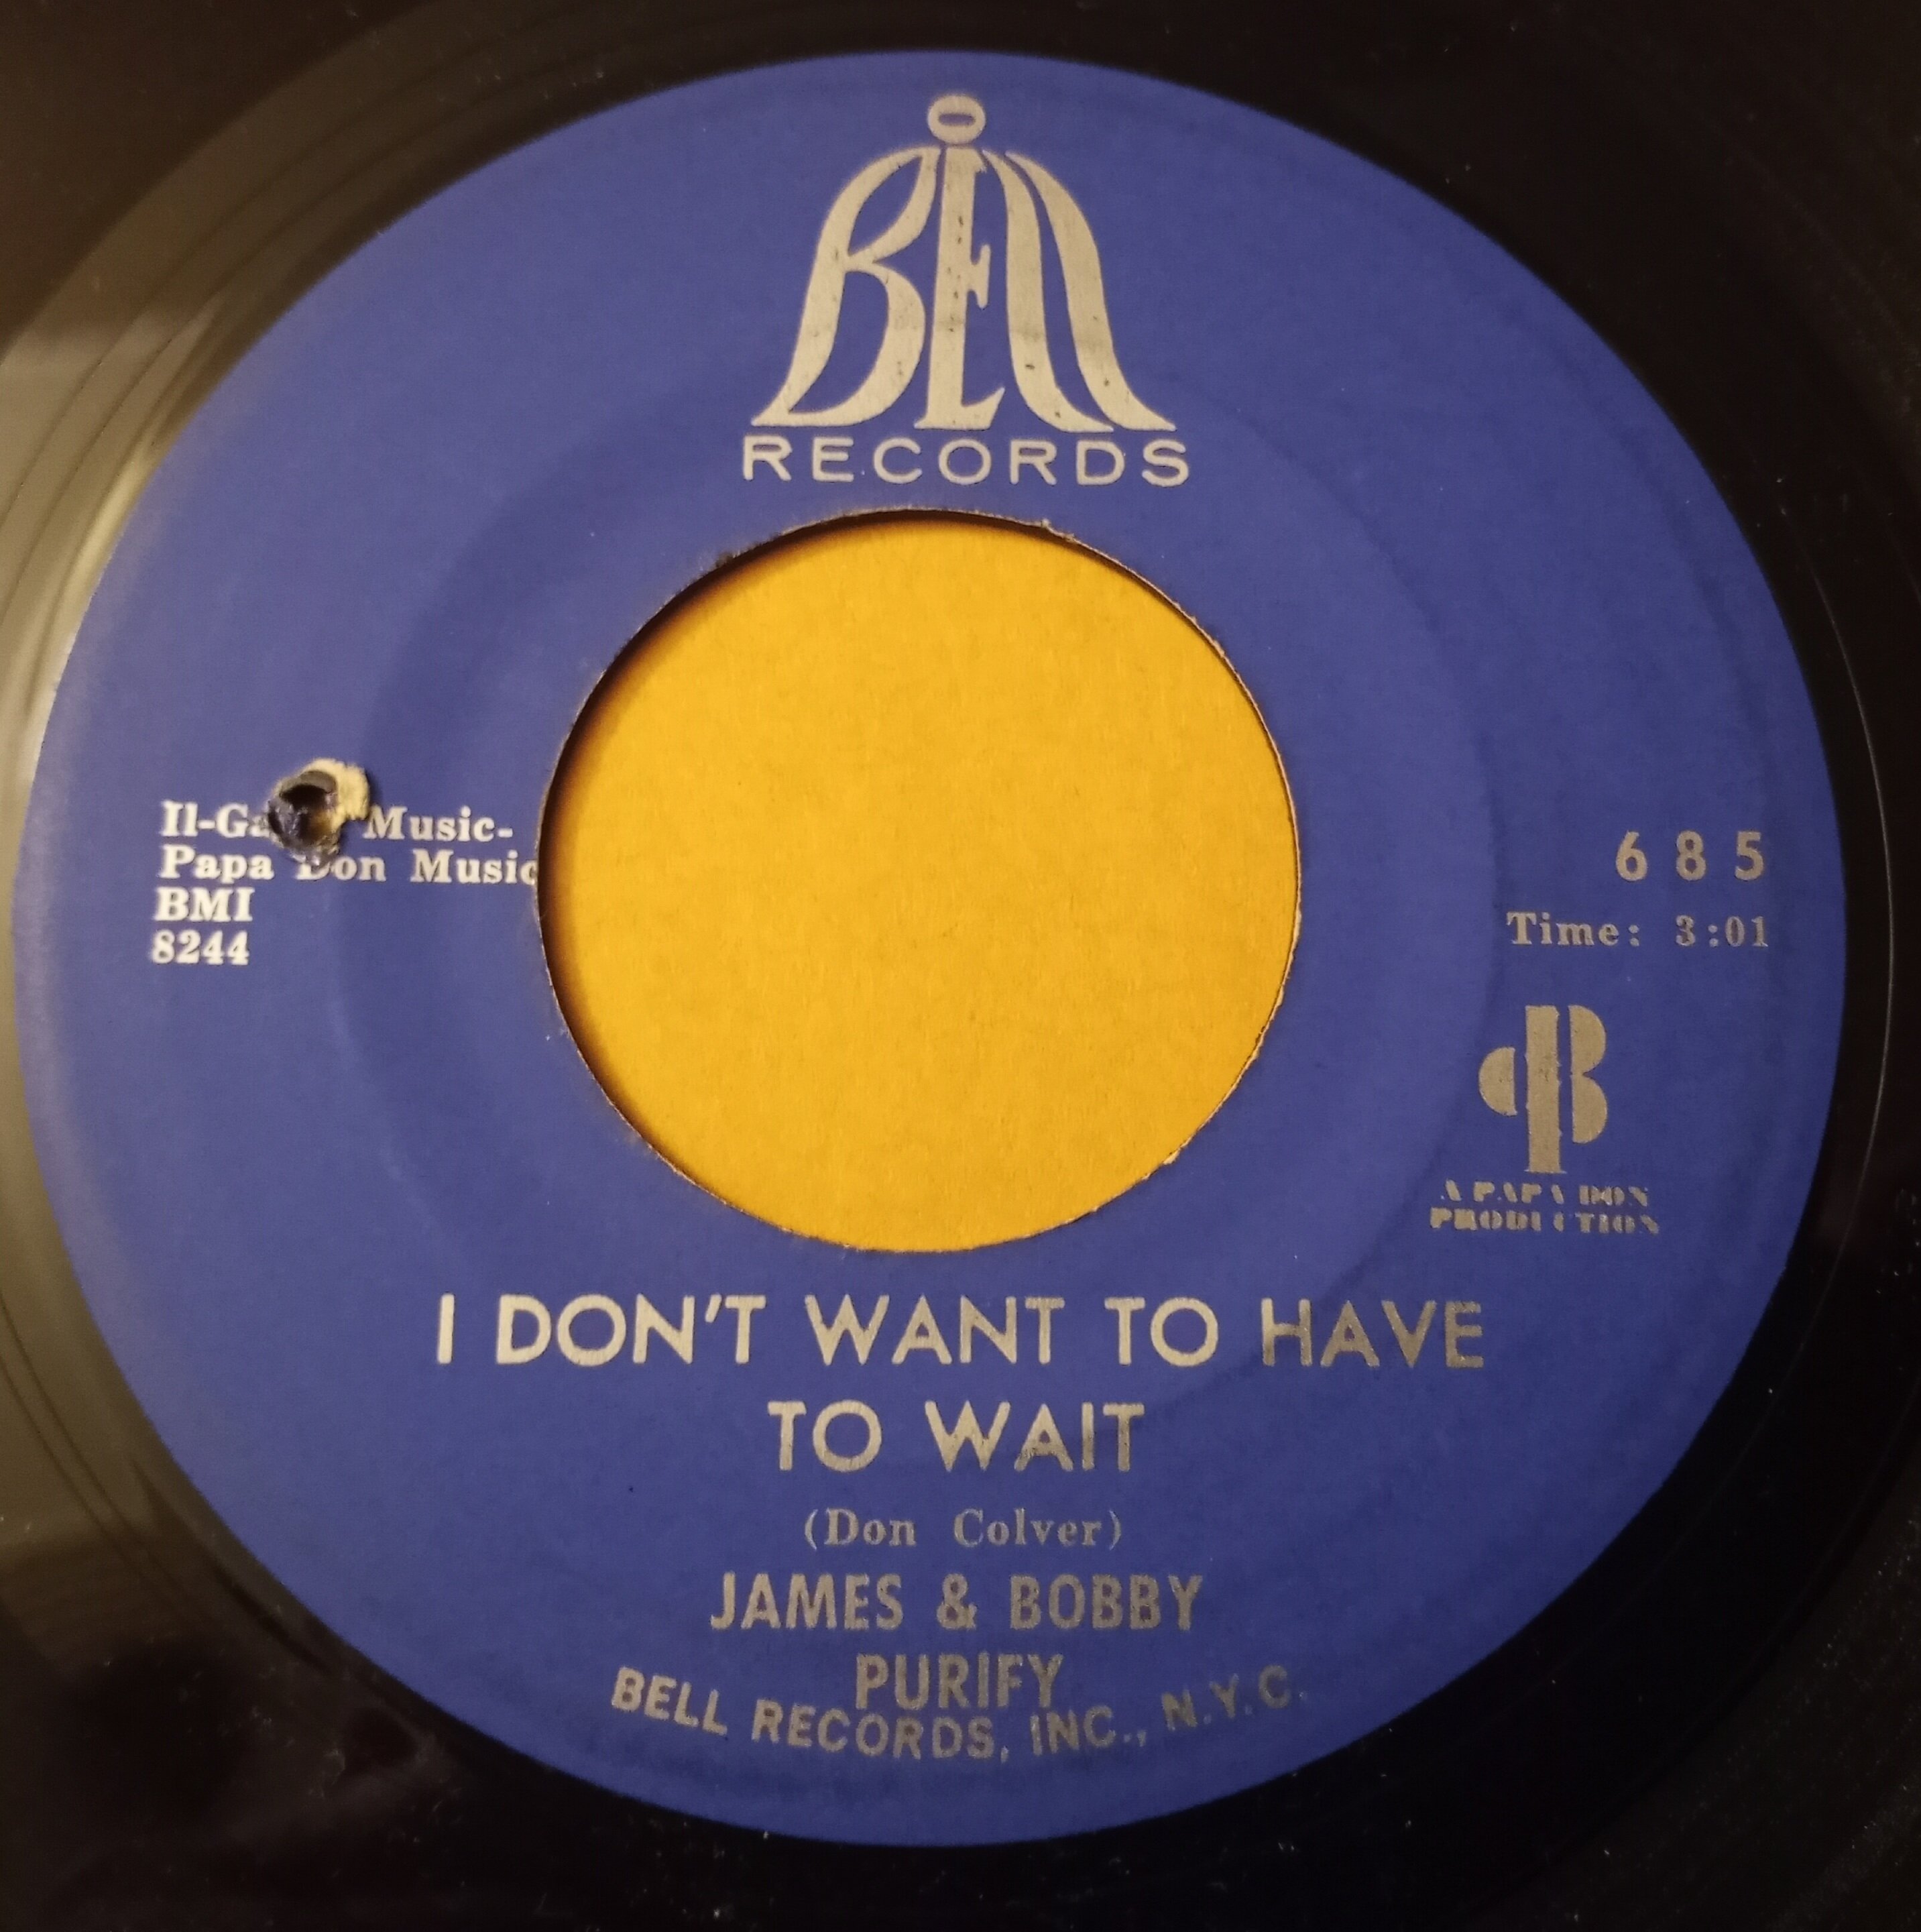 BELL
RECORDS
Music-
Papa Don Music
BMI
8244
685
Time: 3:01
A PAPA DON
PRODUCTION
I DON'T WANT TO HAVE
TO WAIT
(Don Colver)
JAMES & BOBBY
PURIFY
BELL RECORDS, INC., N.Y.C.